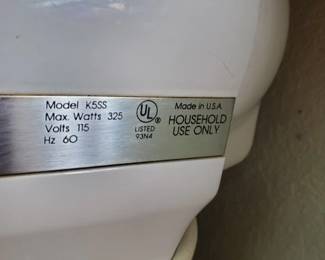 Model K5SS
Max. Watts 325
Volts 115
Hz 60
UL
LISTED
93N4
Made in U.S.A.
HOUSEHOLD
USE ONLY